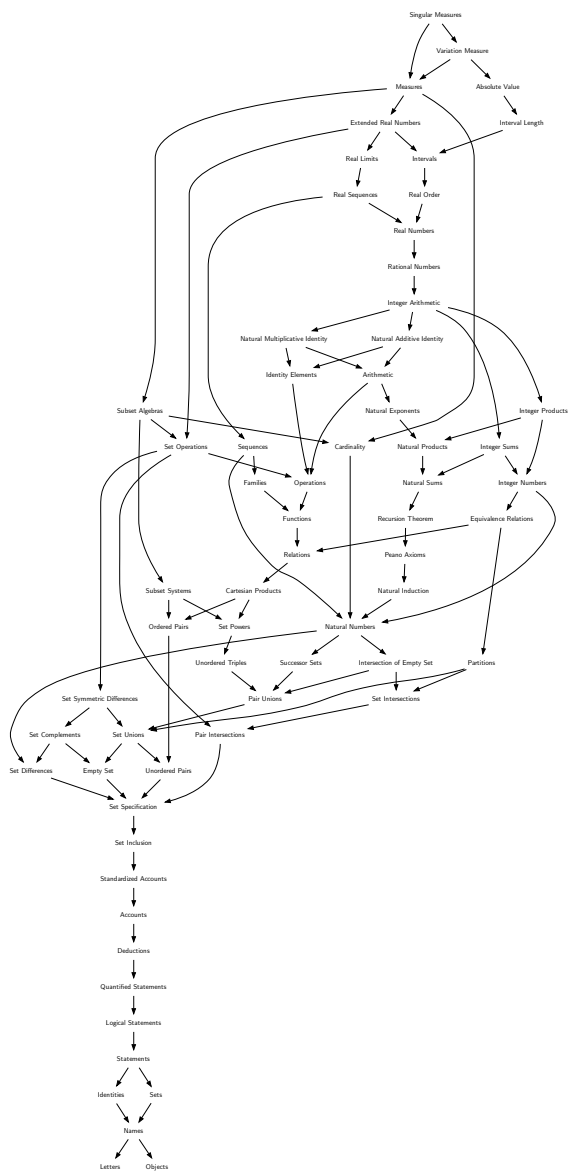 Singular Measures
Variation Measure
Measures
Absolute Value
Extended Real Numbers
Interval Length
Real Limits
Intervals
Real Sequences
Real Order
Real Numbers
Rational Numbers
Integer Arithmetic
Natural Multiplicative Identity
Natural Additive Identity
Identity Elements
Arithmetic
Subset Algebras
Natural Exponents
Integer Products
Set Operations
Sequences
Cardinality
Natural Products
Integer Sums
Families
Operations
Natural Sums
Integer Numbers
Functions
Recursion Theorem
Equivalence Relations
Relations
Peano Axioms
Subset Systems
Cartesian Products
Natural Induction
Ordered Pairs
Set Powers
Natural Numbers
Unordered Triples
Successor Sets
Intersection of Empty Set
Partitions
Set Symmetric Differences
Pair Unions
Set Intersections
Set Complements
Set Unions
Pair Intersections
Set Differences
Empty Set
Unordered Pairs
Set Specification
Set Inclusion
Standardized Accounts
Accounts
Deductions
Quantified Statements
Logical Statements
Statements
Identities
Sets
Names
Letters
Objects